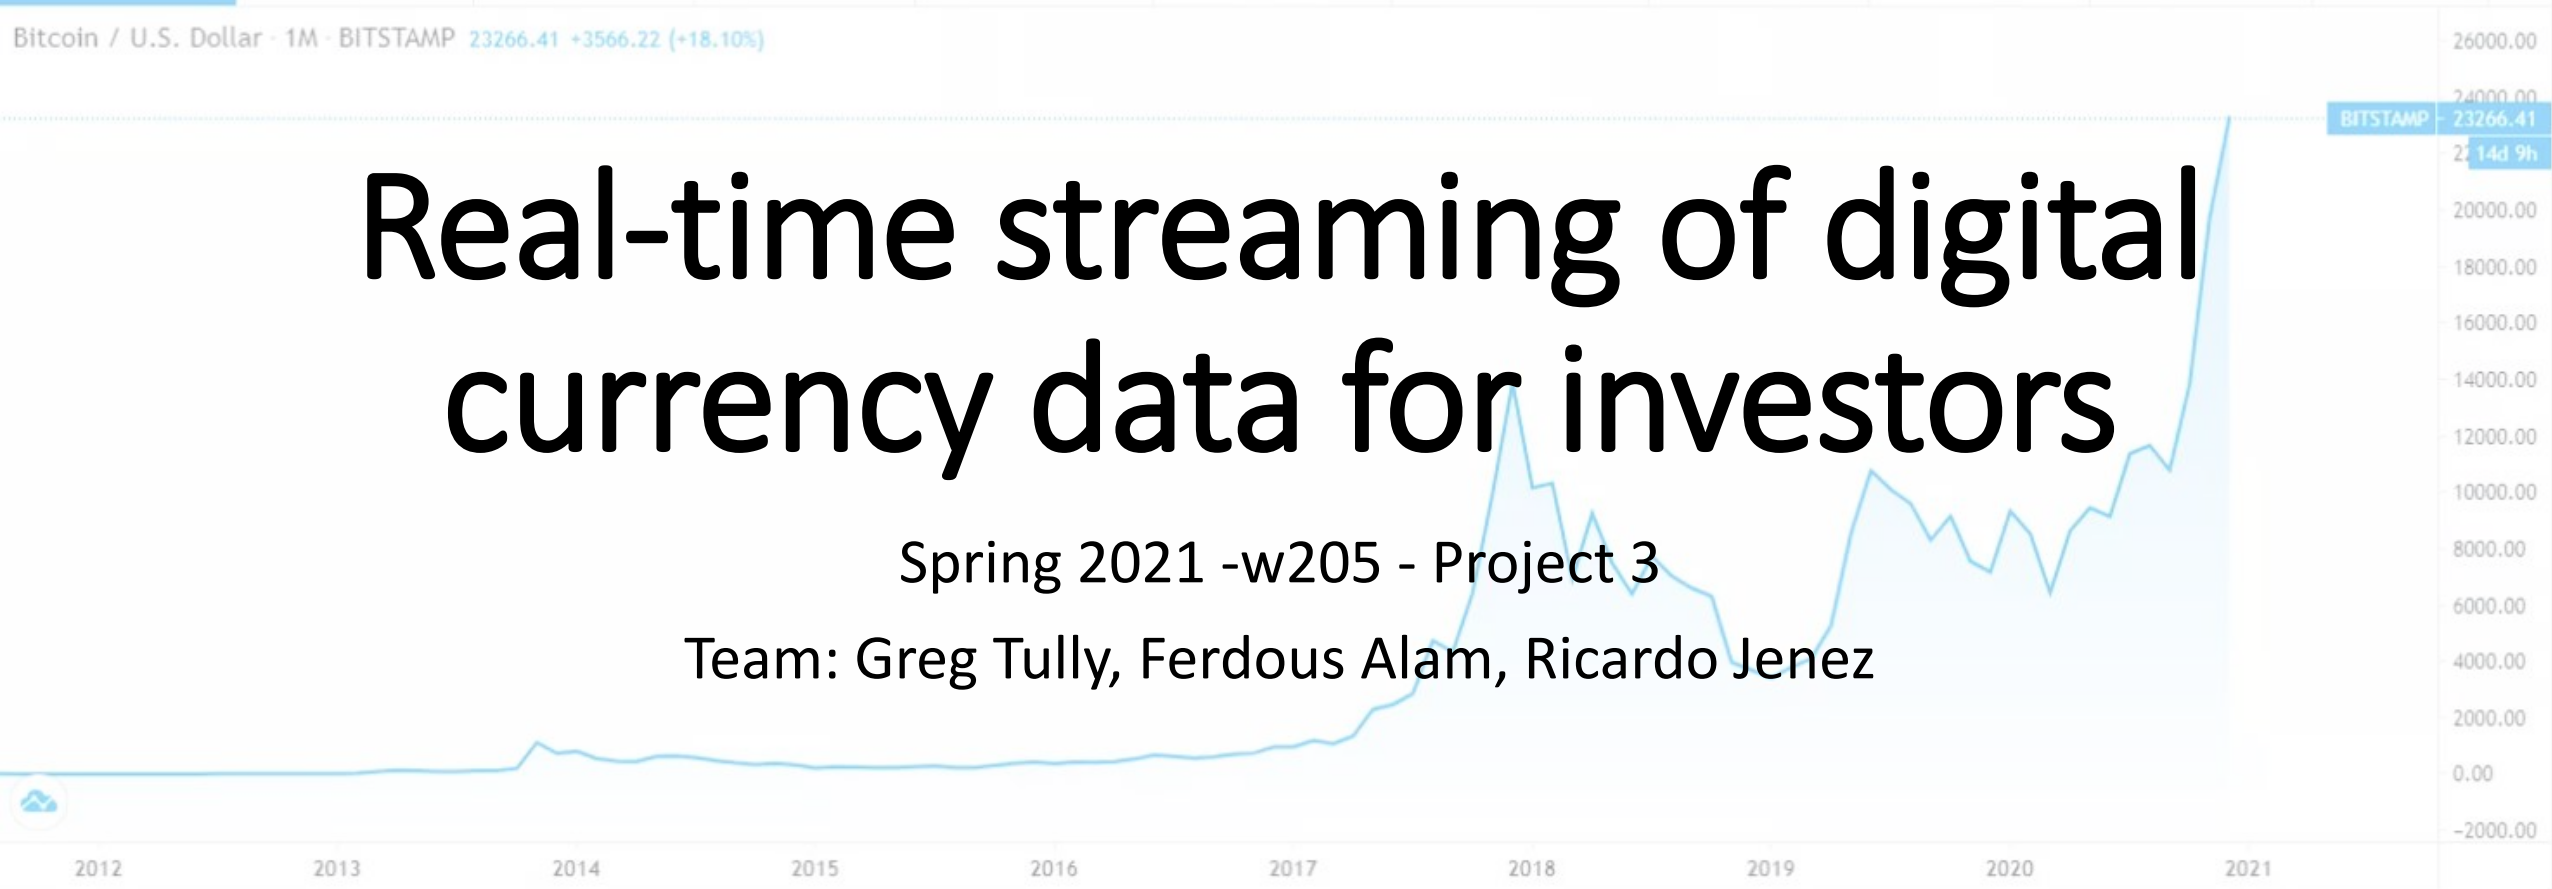 Bitcoin / U.S. Dollar · 1M · BITSTAMP 23266.41 +3566.22 (+18.10%)
26000.00
24000.00
BITSTAMP 23266.41
14d 9h
Real-time streaming of digital
currency data for investors
Spring 2021 -w205 - Project 3
Team: Greg Tully, Ferdous Alam, Ricardo Jenez
20000.00
18000.00
16000.00
14000.00
12000.00
10000.00
8000.00
6000.00
4000.00
2000.00
0.00
−2000.00
2012 2013 2014 2015 2016 2017 2018 2019 2020 2021